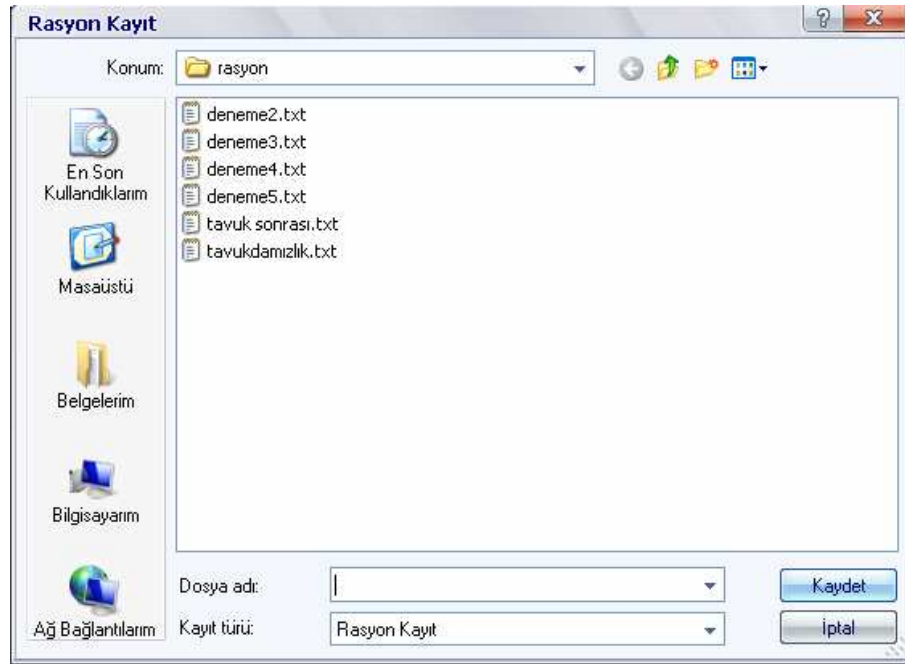 Rasyon Kayıt
Konum: rasyon
En Son
Kullandıklarım
Masaüstü
Belgelerim
Bilgisayarım
Ağ Bağlantılarım
deneme2.txt
deneme3.txt
deneme4.txt
deneme5.txt
tavuk sonrası.txt
tavukdamızlık.txt
Dosya adı:
Kaydet
Kayıt türü: Rasyon Kayıt
İptal